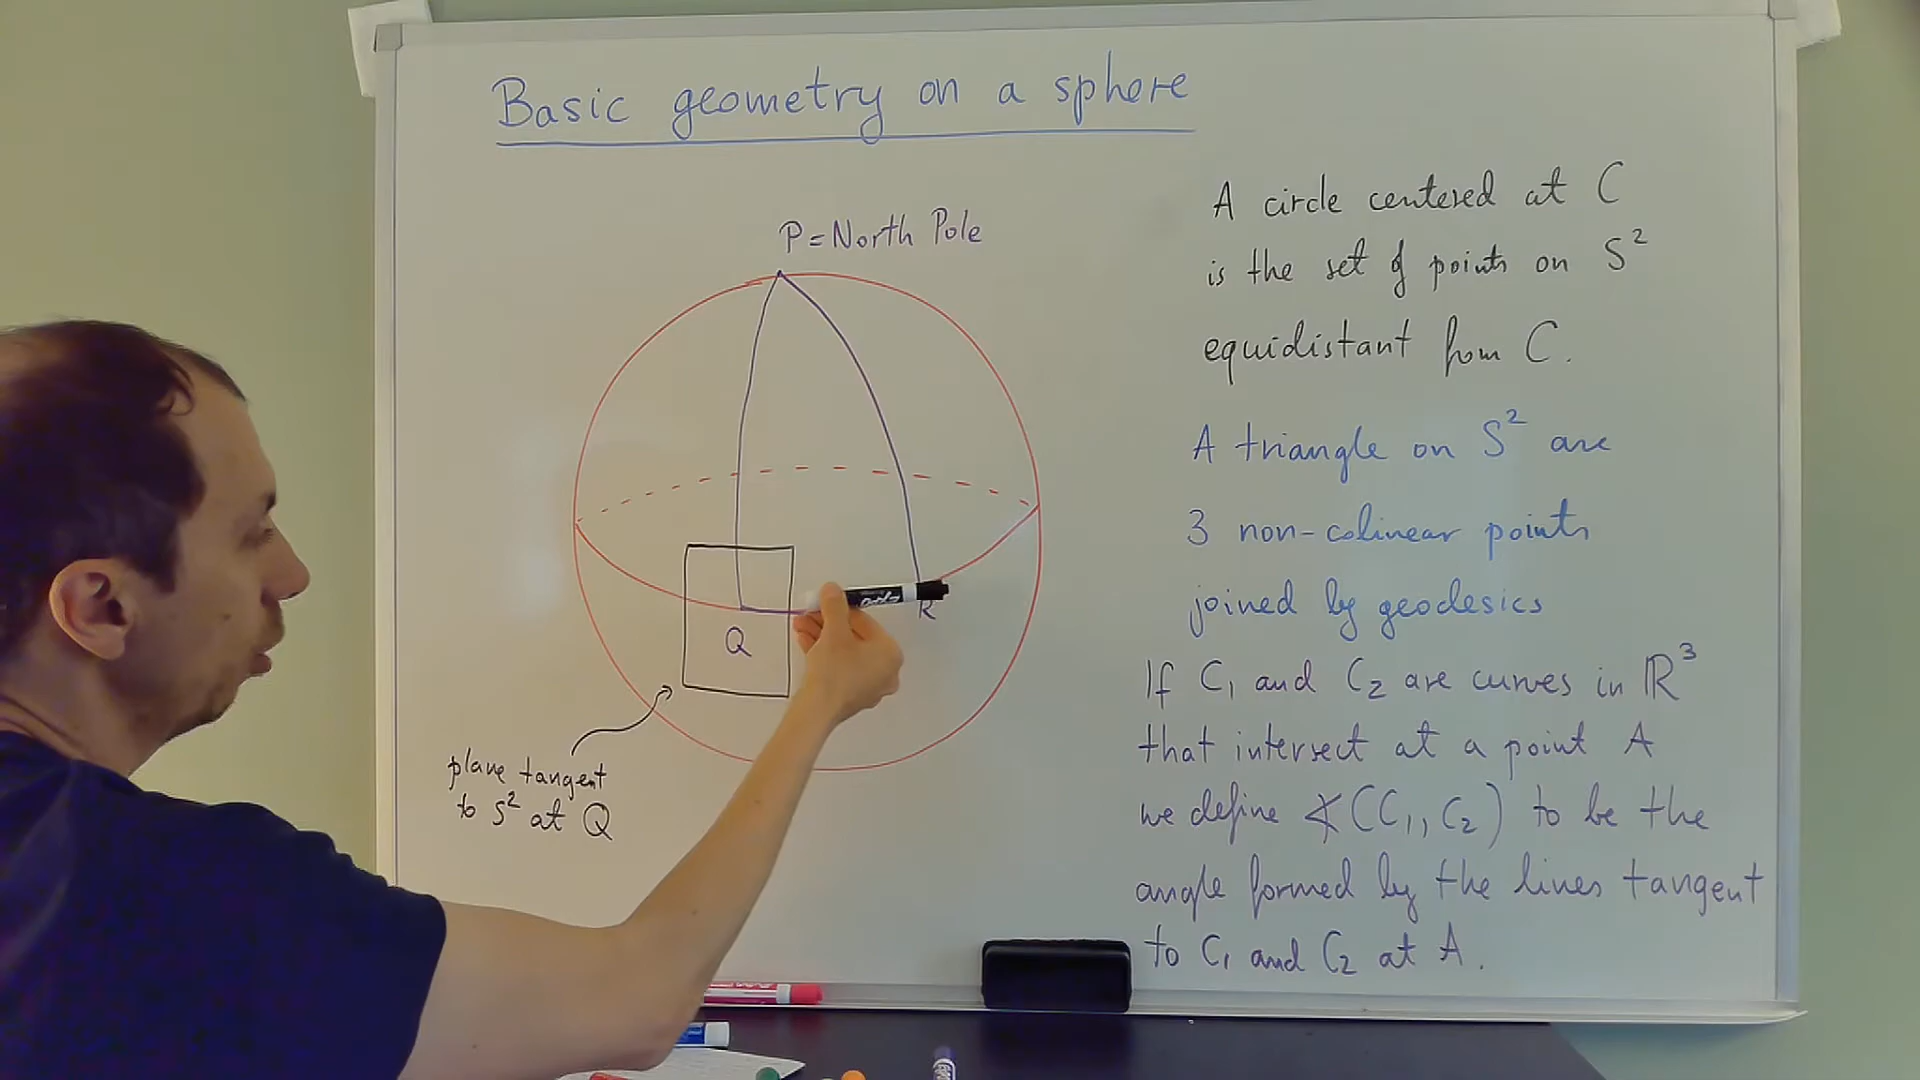 Basic geometry on a sphere
P = North Pole
Q
R
plane tangent
to S² at Q
A circle centered at C
is the set of points on S²
equidistant from C.
A triangle on S² are
3 non-colinear points
joined by geodesics
If C₁ and C₂ are curves in ℝ³
that intersect at a point A
we define ∢(C₁, C₂) to be the
angle formed by the lines tangent
to C₁ and C₂ at A.